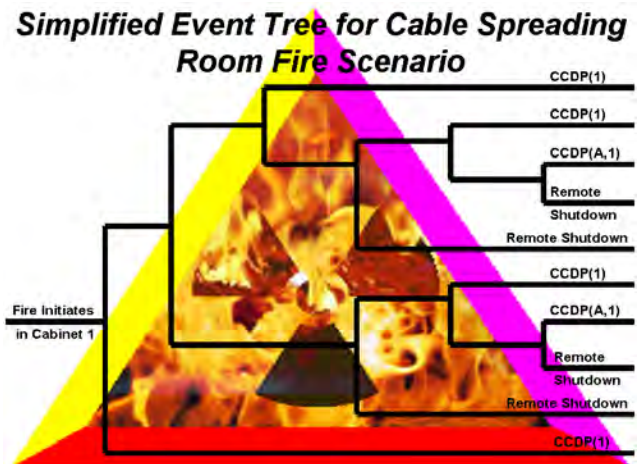 Simplified Event Tree for Cable Spreading
Room Fire Scenario
CCDP(1)
CCDP(1)
CCDP(A,1)
Remote
Shutdown
Remote Shutdown
CCDP(1)
Fire Initiates
in Cabinet 1
CCDP(A,1)
Remote
Shutdown
Remote Shutdown
CCDP(1)